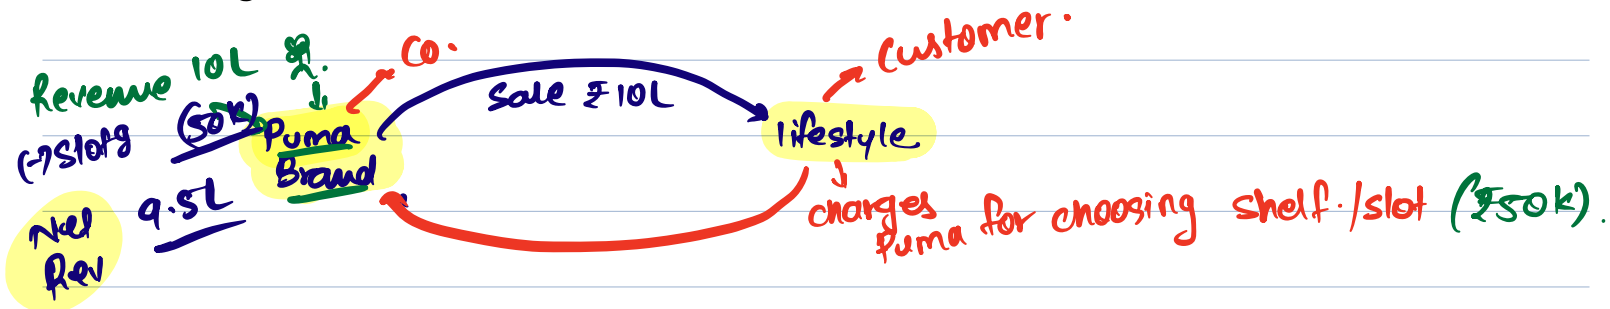 Revenue 10L
Co.
Customer.
Sale ₹10L
(-) Slotg (50K)
Puma
Brand
lifestyle
9.5L
Net
Rev
charges
Puma for choosing shelf./slot (₹50K).